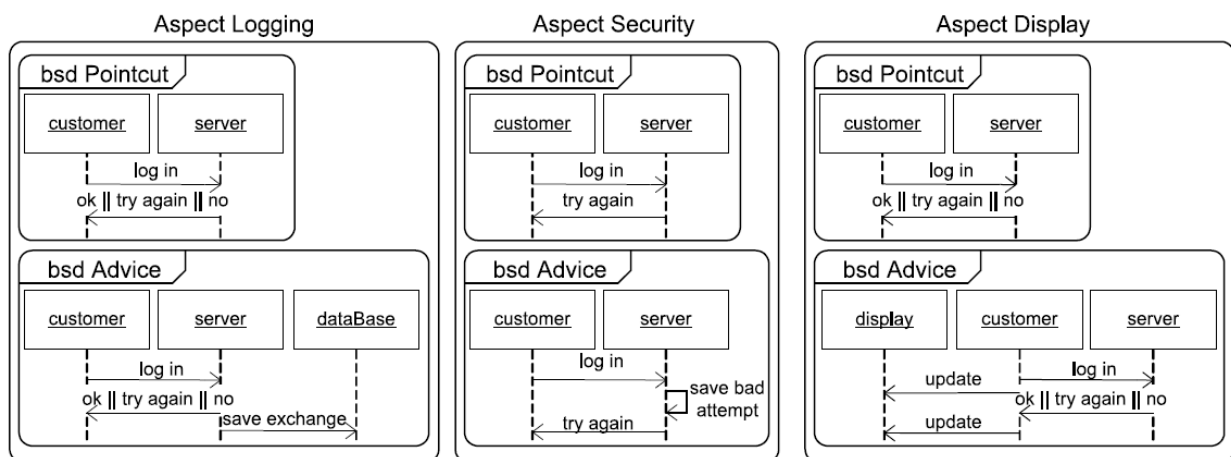 Aspect Logging
bsd Pointcut
customer
server
log in
ok || try again || no
bsd Advice
customer
server
dataBase
log in
ok || try again || no
save exchange
Aspect Security
bsd Pointcut
customer
server
log in
try again
bsd Advice
customer
server
log in
save bad
attempt
try again
Aspect Display
bsd Pointcut
customer
server
log in
ok || try again || no
bsd Advice
display
customer
server
log in
update
ok || try again || no
update